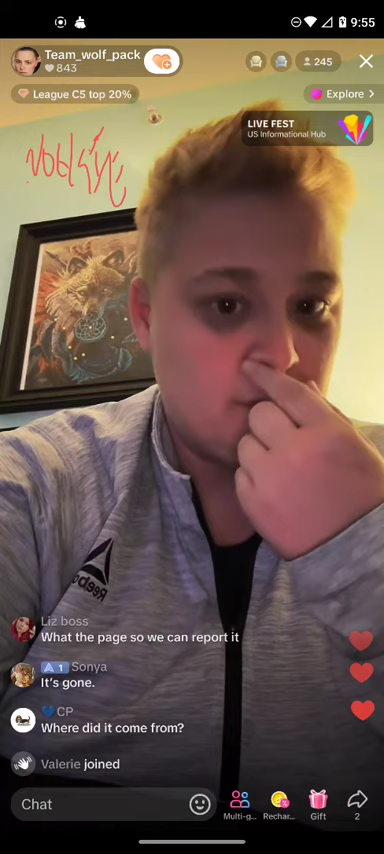 9:55
Team_wolf_pack
843
245
League C5 top 20%
Explore >
LIVE FEST
US Informational Hub
Reebok
Liz boss
What the page so we can report it
1 Sonya
It's gone.
CP
Where did it come from?
Valerie joined
Chat
Multi-g...
Rechar...
Gift
2